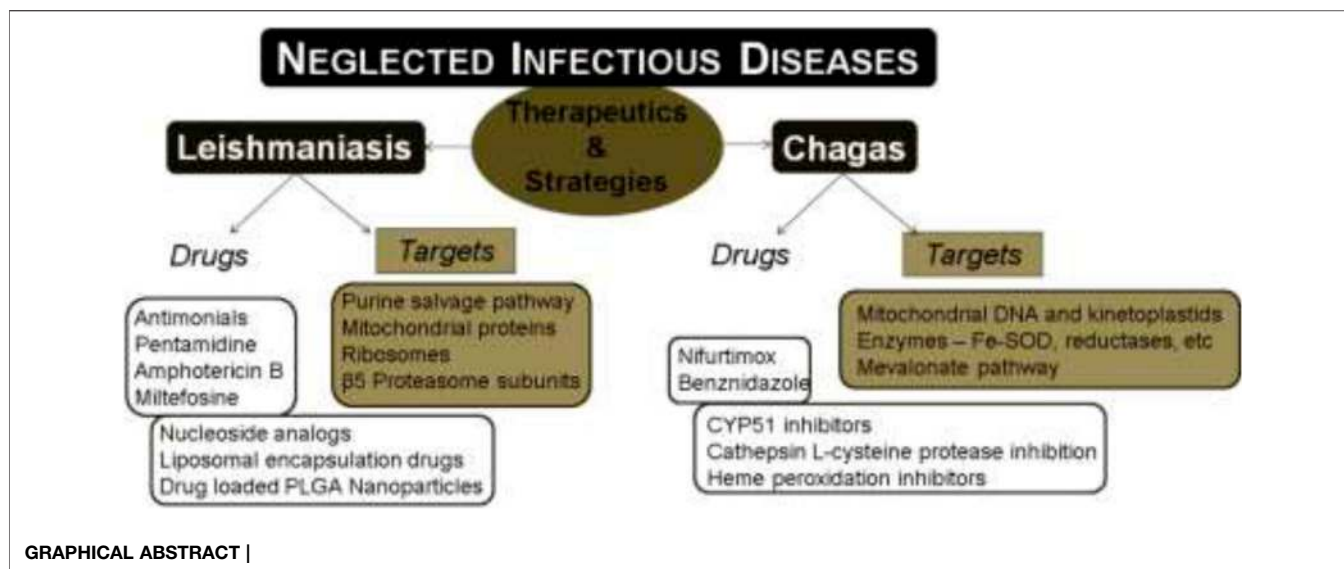 NEGLECTED INFECTIOUS DISEASES
Therapeutics
&
Strategies
Leishmaniasis
Chagas
Drugs
Targets
Antimonials
Pentamidine
Amphotericin B
Miltefosine
Purine salvage pathway
Mitochondrial proteins
Ribosomes
β5 Proteasome subunits
Nucleoside analogs
Liposomal encapsulation drugs
Drug loaded PLGA Nanoparticles
Drugs
Targets
Nifurtimox
Benznidazole
Mitochondrial DNA and kinetoplastids
Enzymes – Fe-SOD, reductases, etc
Mevalonate pathway
CYP51 inhibitors
Cathepsin L-cysteine protease inhibition
Heme peroxidation inhibitors
GRAPHICAL ABSTRACT |